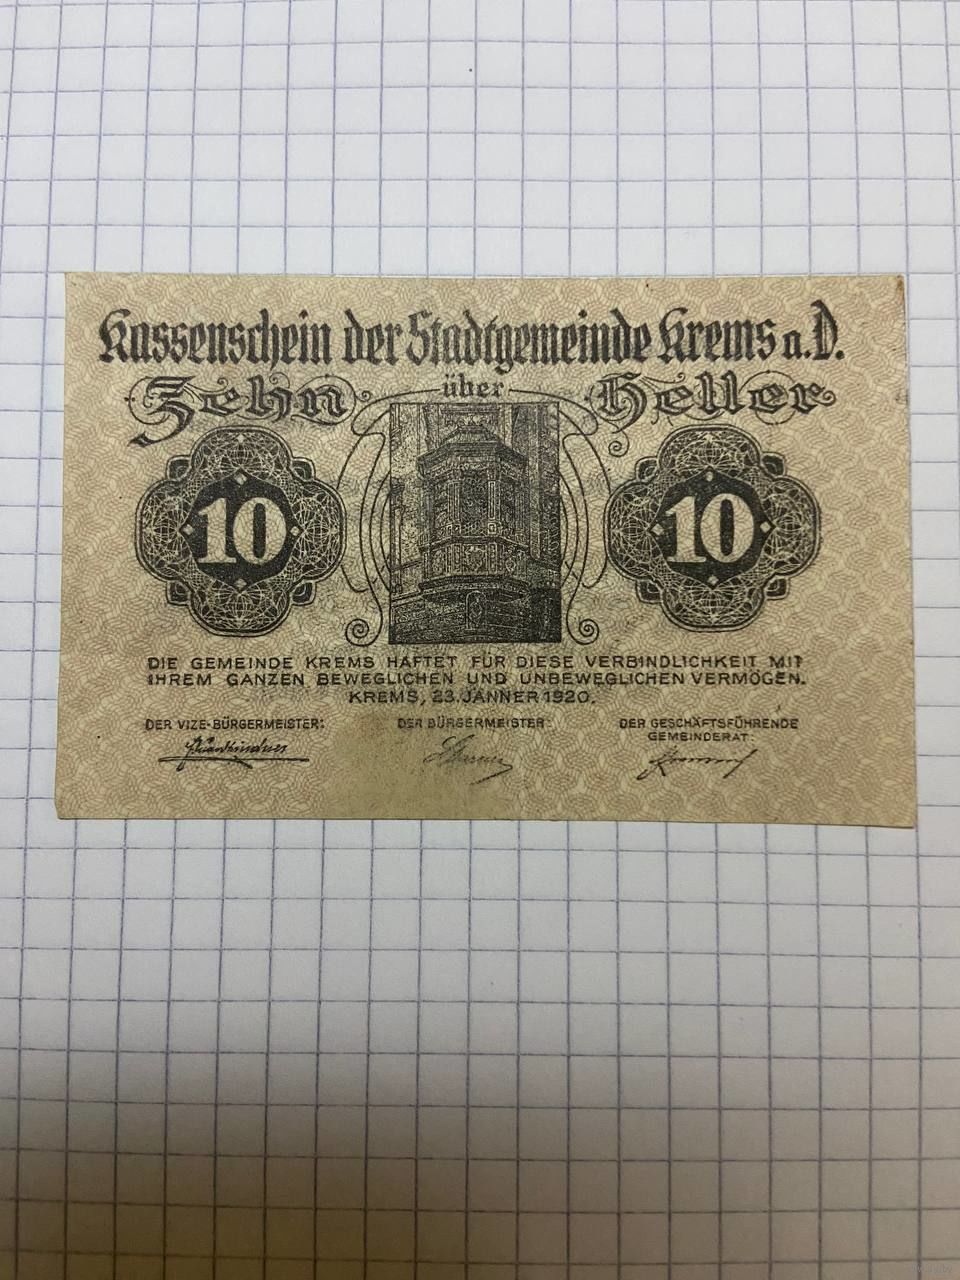 Kassenschein der Stadtgemeinde Krems a.D.
Zehn über Heller
10 10
DIE GEMEINDE KREMS HAFTET FÜR DIESE VERBINDLICHKEIT MIT
IHREM GANZEN BEWEGLICHEN UND UNBEWEGLICHEN VERMÖGEN.
KREMS, 23. JÄNNER 1920.
DER VIZE-BÜRGERMEISTER: DER BÜRGERMEISTER: DER GESCHÄFTSFÜHRENDE
GEMEINDERAT: